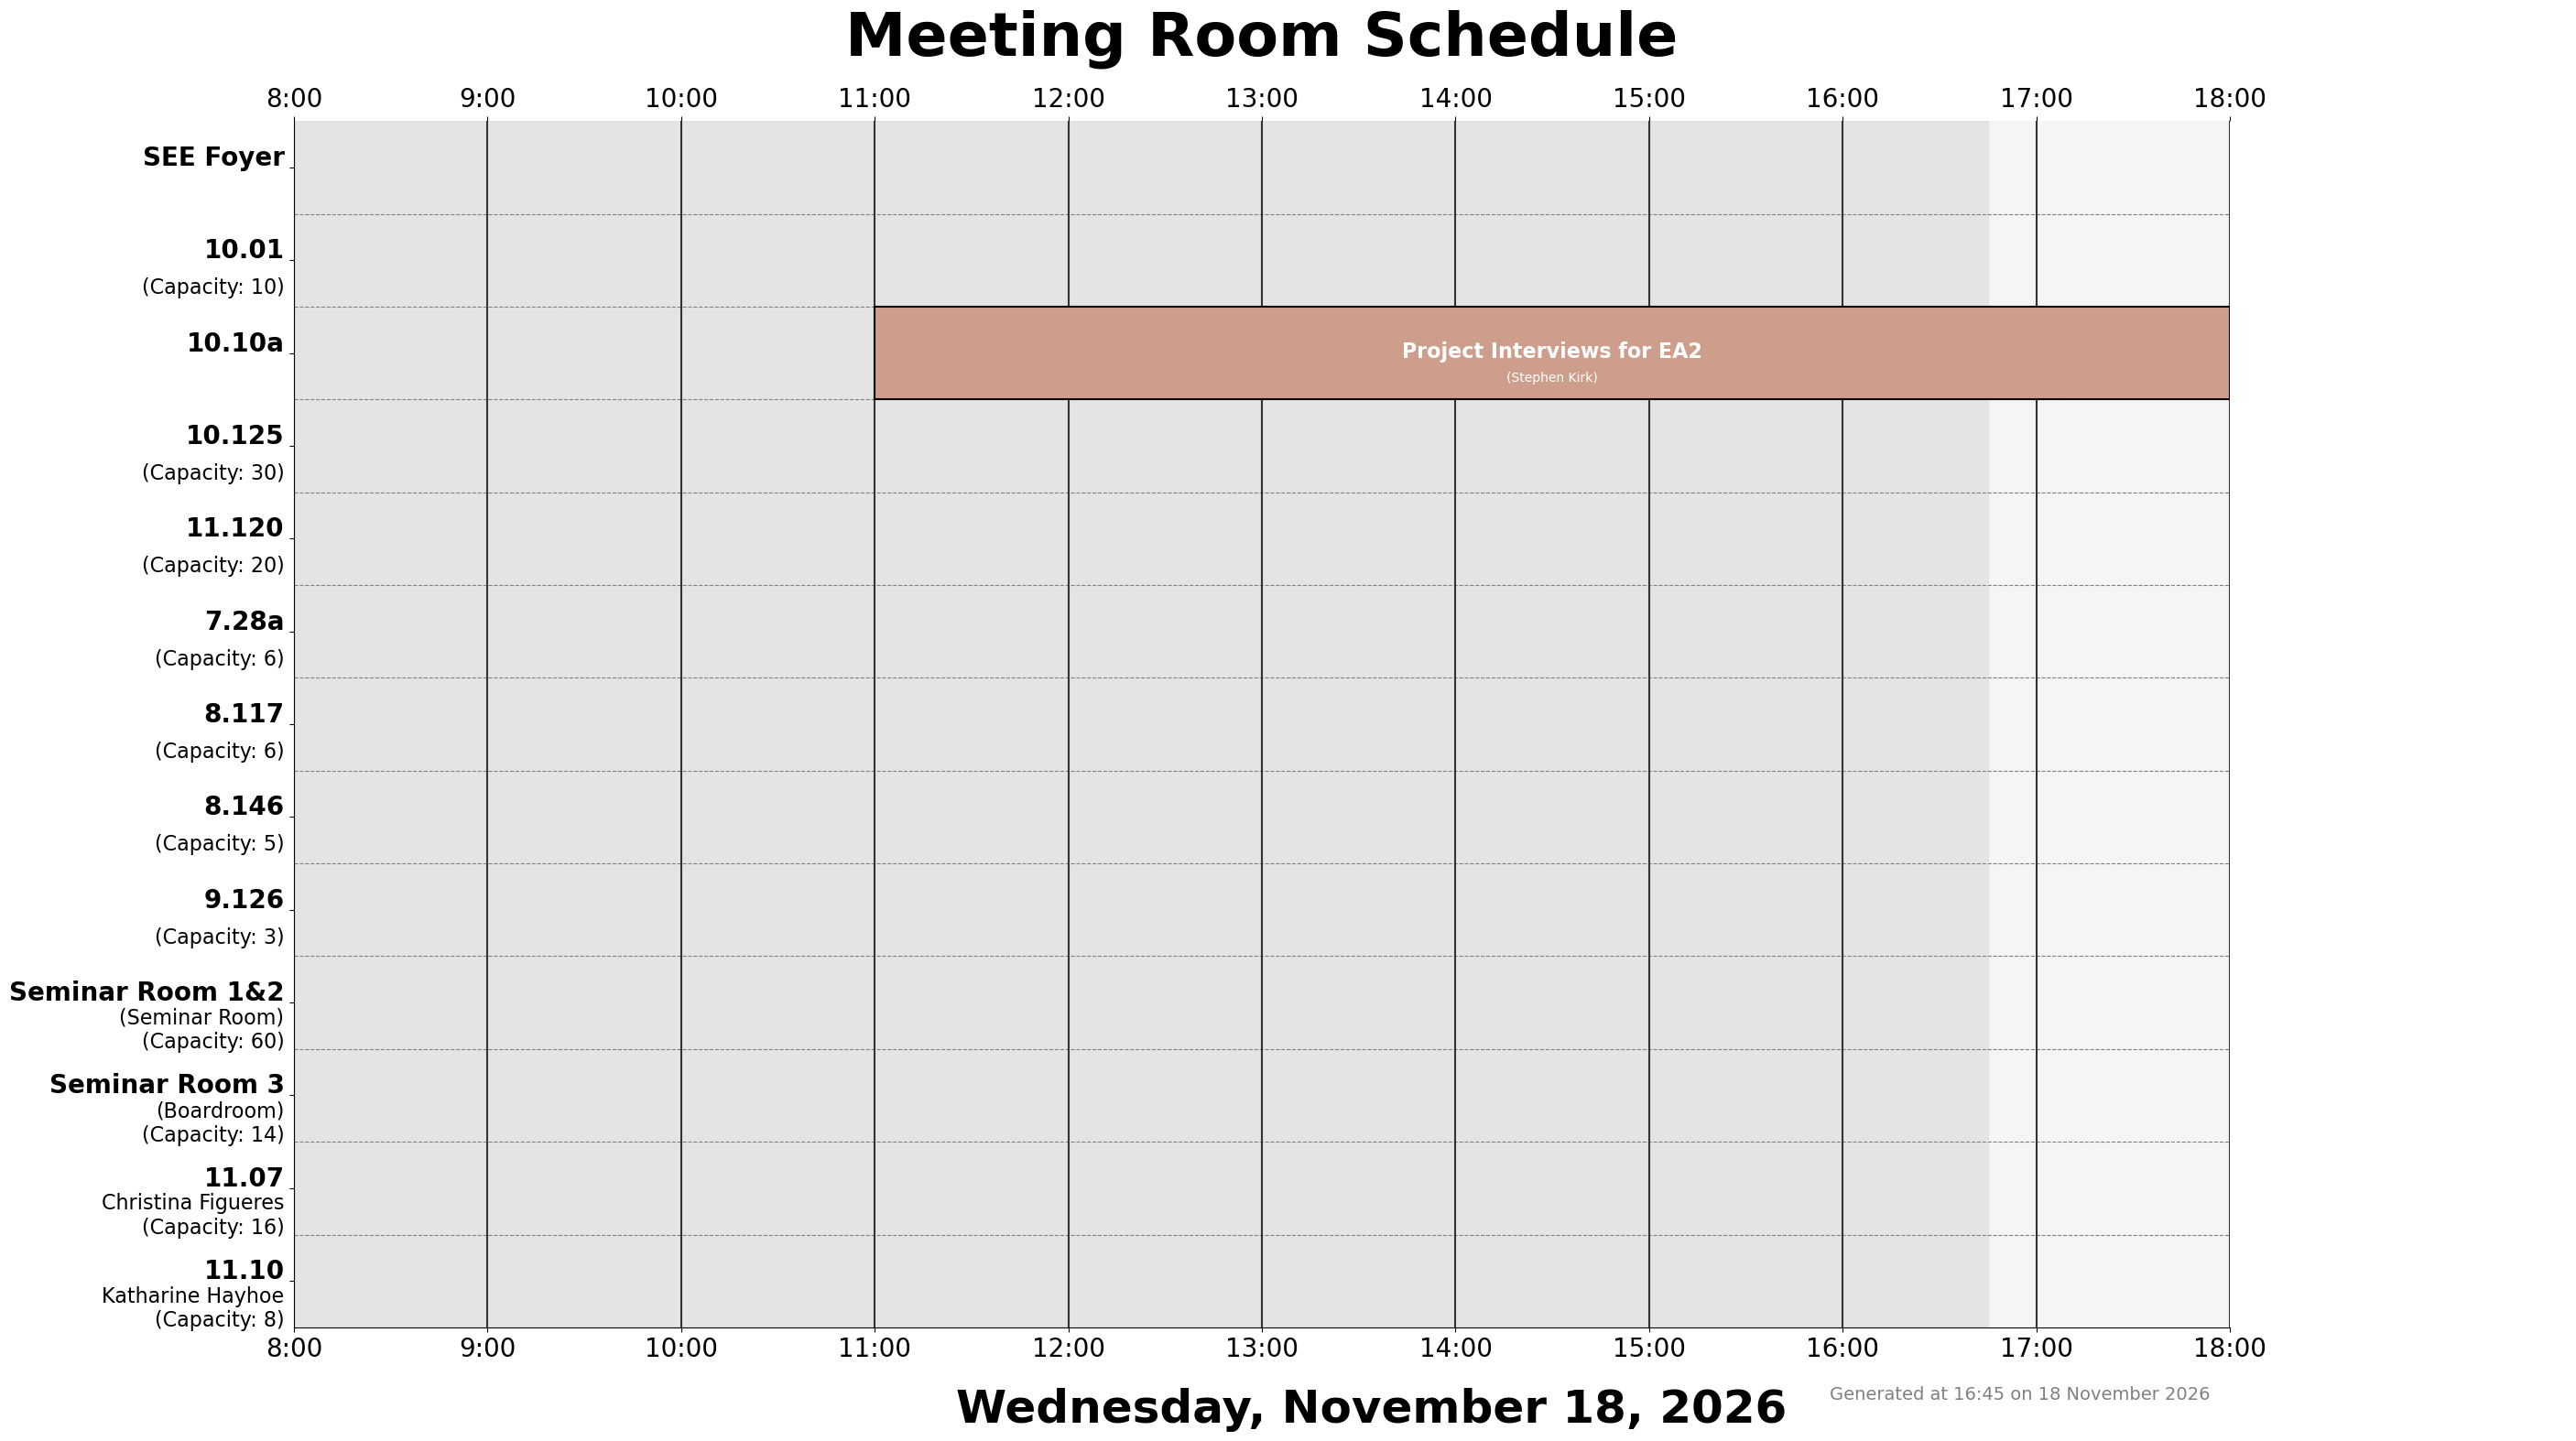 Meeting Room Schedule
8:00 9:00 10:00 11:00 12:00 13:00 14:00 15:00 16:00 17:00 18:00
SEE Foyer
10.01
(Capacity: 10)
10.10a
Project Interviews for EA2
(Stephen Kirk)
10.125
(Capacity: 30)
11.120
(Capacity: 20)
7.28a
(Capacity: 6)
8.117
(Capacity: 6)
8.146
(Capacity: 5)
9.126
(Capacity: 3)
Seminar Room 1&2
(Seminar Room)
(Capacity: 60)
Seminar Room 3
(Boardroom)
(Capacity: 14)
11.07
Christina Figueres
(Capacity: 16)
11.10
Katharine Hayhoe
(Capacity: 8)
8:00 9:00 10:00 11:00 12:00 13:00 14:00 15:00 16:00 17:00 18:00
Wednesday, November 18, 2026
Generated at 16:45 on 18 November 2026